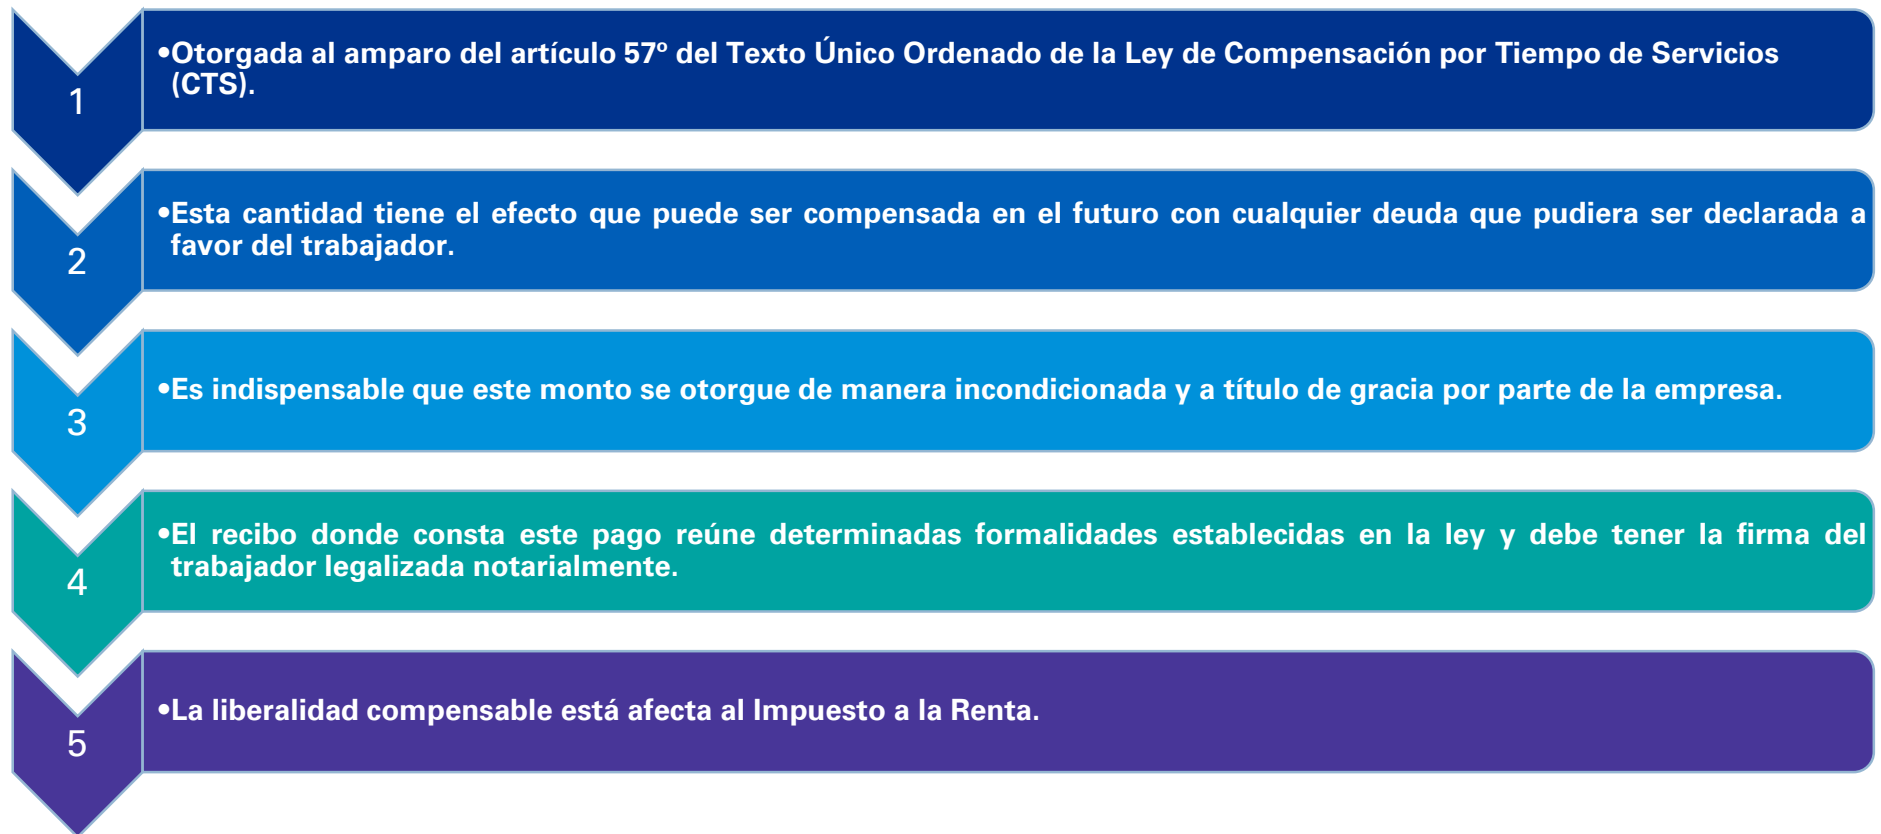 1
•Otorgada al amparo del artículo 57º del Texto Único Ordenado de la Ley de Compensación por Tiempo de Servicios
(CTS).
2
•Esta cantidad tiene el efecto que puede ser compensada en el futuro con cualquier deuda que pudiera ser declarada a
favor del trabajador.
3
•Es indispensable que este monto se otorgue de manera incondicionada y a título de gracia por parte de la empresa.
4
•El recibo donde consta este pago reúne determinadas formalidades establecidas en la ley y debe tener la firma del
trabajador legalizada notarialmente.
5
•La liberalidad compensable está afecta al Impuesto a la Renta.